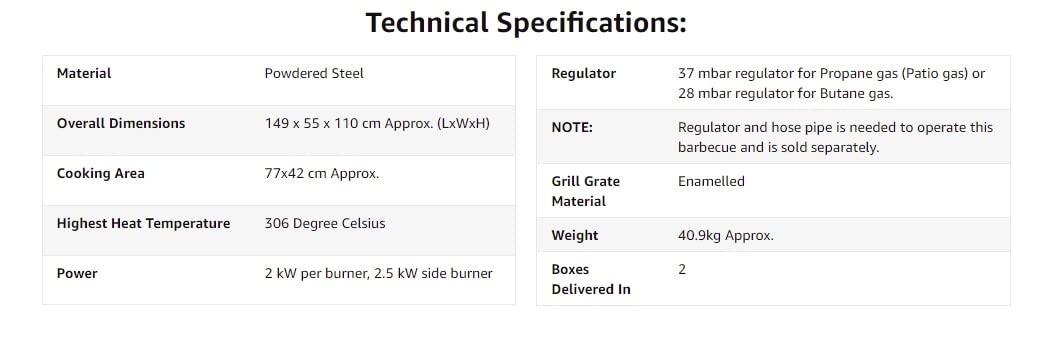 Technical Specifications:
Material Powdered Steel
Overall Dimensions 149 x 55 x 110 cm Approx. (LxWxH)
Cooking Area 77x42 cm Approx.
Highest Heat Temperature 306 Degree Celsius
Power 2 kW per burner, 2.5 kW side burner
Regulator 37 mbar regulator for Propane gas (Patio gas) or
28 mbar regulator for Butane gas.
NOTE: Regulator and hose pipe is needed to operate this
barbecue and is sold separately.
Grill Grate Enamelled
Material
Weight 40.9kg Approx.
Boxes 2
Delivered In